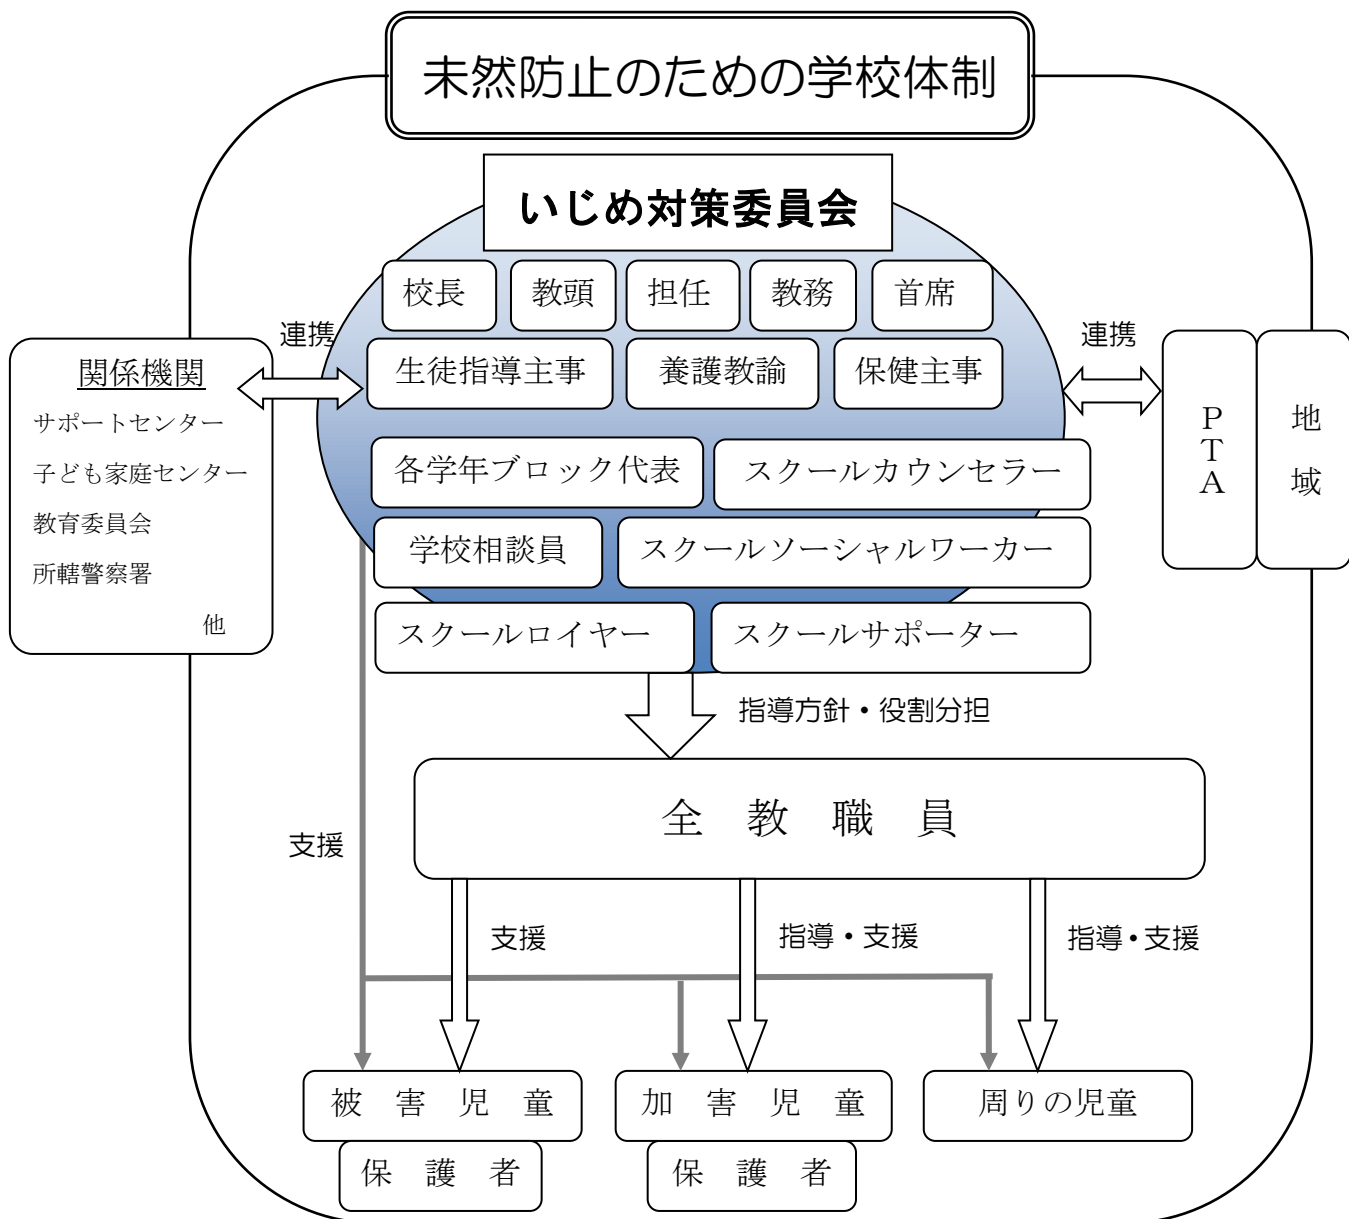 未然防止のための学校体制
いじめ対策委員会
校長
教頭
担任
教務
首席
生徒指導主事
養護教諭
保健主事
各学年ブロック代表
スクールカウンセラー
学校相談員
スクールソーシャルワーカー
スクールロイヤー
スクールサポーター
連携
関係機関
サポートセンター
子ども家庭センター
教育委員会
所轄警察署
他
連携
PTA
地域
指導方針・役割分担
全教職員
支援
支援
指導・支援
指導・支援
被害児童
保護者
加害児童
保護者
周りの児童